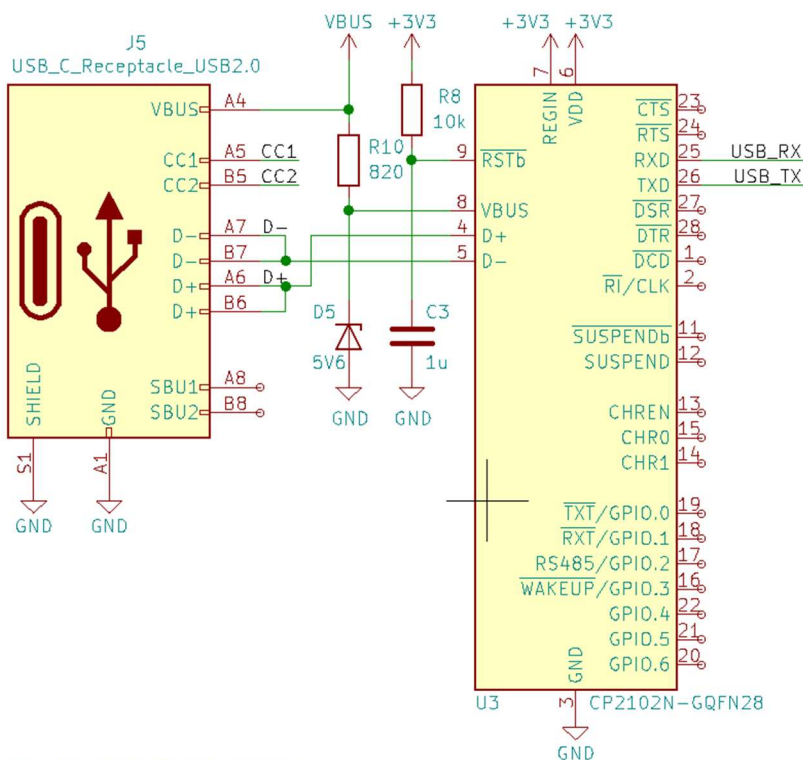 J5
USB_C_Receptacle_USB2.0
VBUS A4
CC1 A5 CC1
CC2 B5 CC2
D- A7 D-
D- B7
D+ A6 D+
D+ B6
SBU1 A8
SBU2 B8
SHIELD
GND
S1
A1
GND
GND
VBUS
+3V3
R8
10k
R10
820
D5
5V6
C3
1u
GND
GND
+3V3
+3V3
7
6
REGIN
VDD
9 RSTb
8 VBUS
4 D+
5 D-
CTS 23
RTS 24
RXD 25 USB_RX
TXD 26 USB_TX
DSR 27
DTR 28
DCD 1
RI/CLK 2
SUSPENDb 11
SUSPEND 12
CHREN 13
CHR0 15
CHR1 14
TXT/GPIO.0 19
RXT/GPIO.1 18
RS485/GPIO.2 17
WAKEUP/GPIO.3 16
GPIO.4 22
GPIO.5 21
GPIO.6 20
GND
U3
3
CP2102N-GQFN28
GND